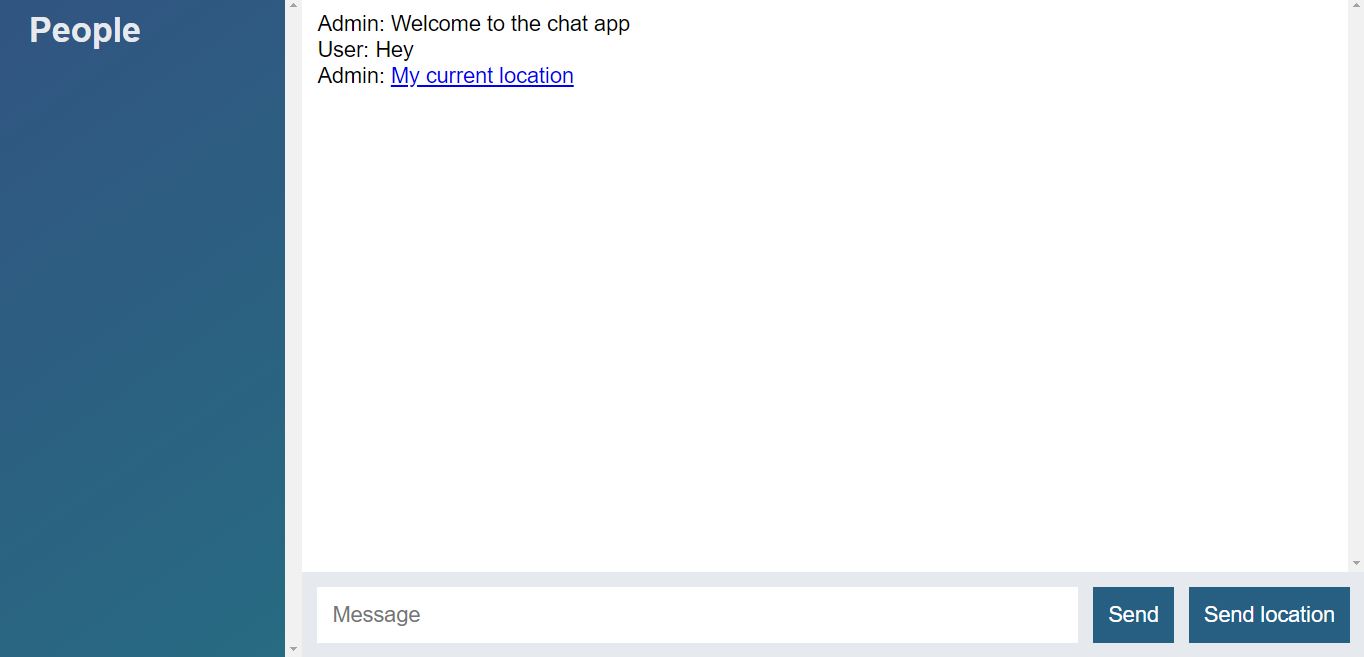 People
Admin: Welcome to the chat app
User: Hey
Admin: My current location
Message
Send
Send location